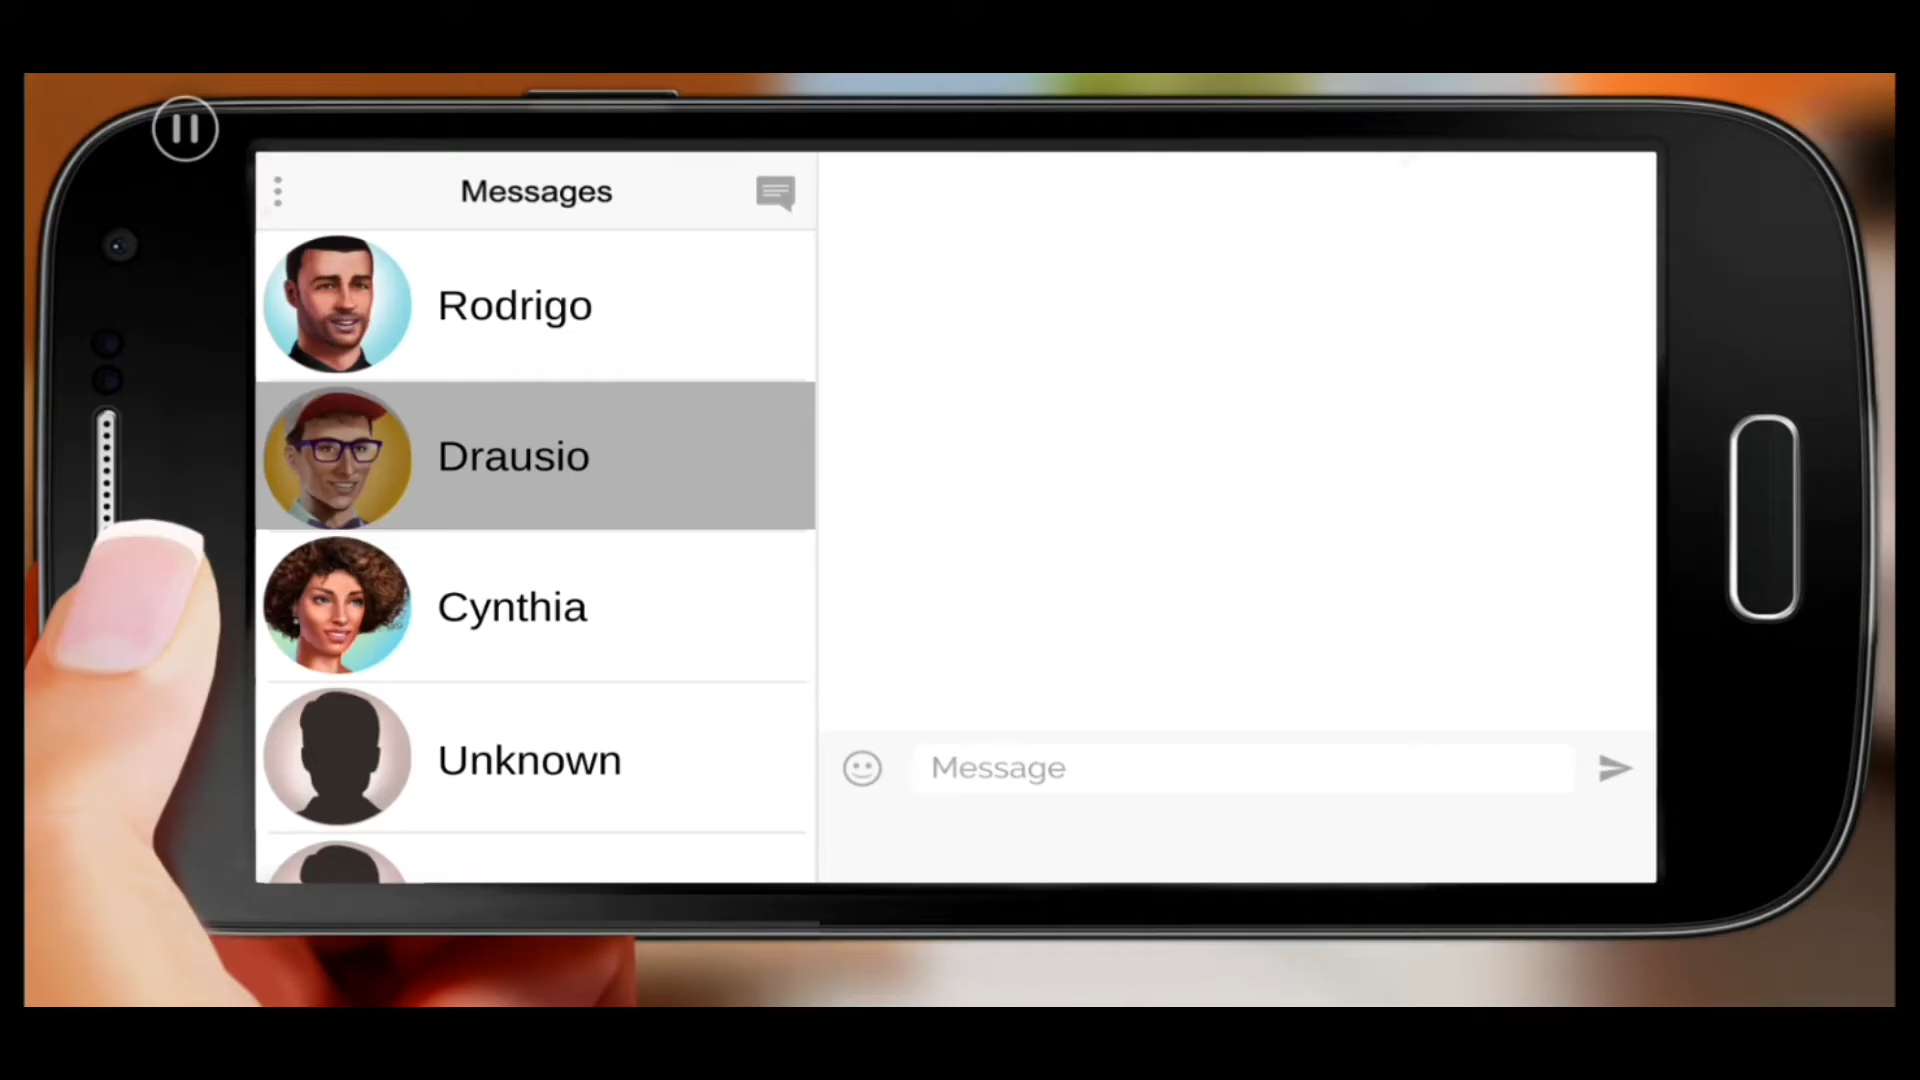 Messages
Rodrigo
Drausio
Cynthia
Unknown
Message